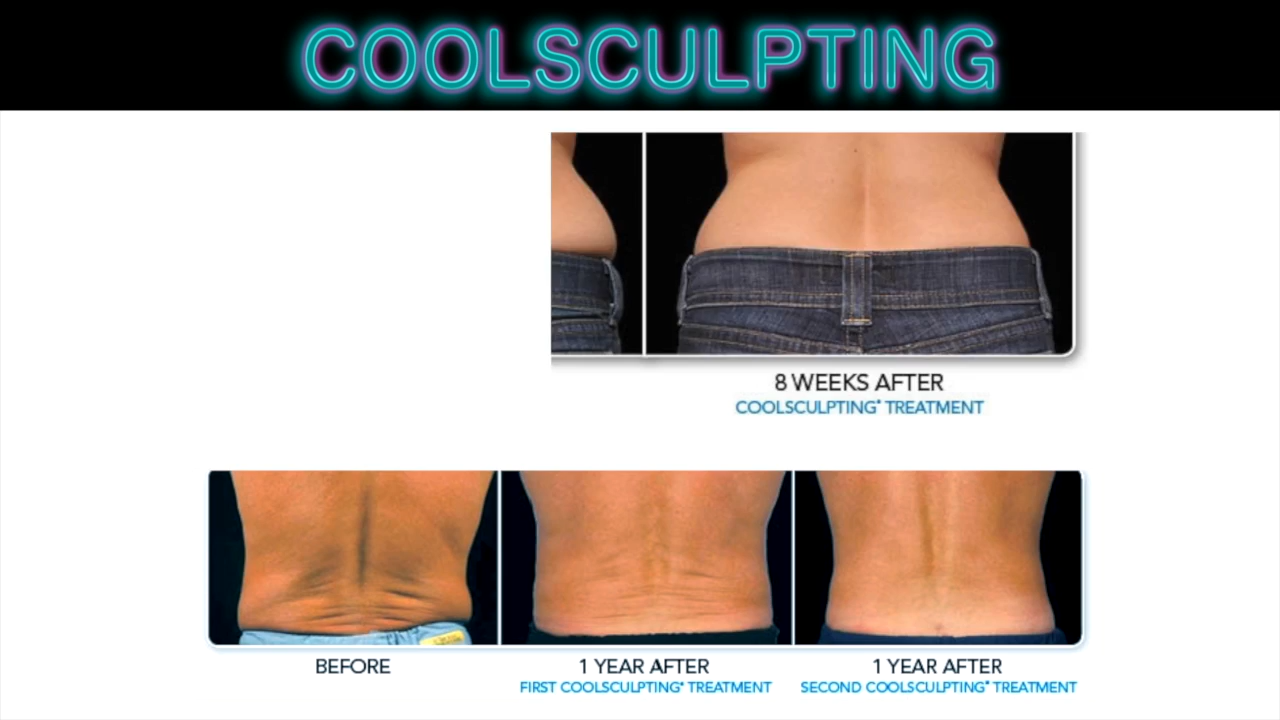 COOLSCULPTING
8 WEEKS AFTER
COOLSCULPTING® TREATMENT
BEFORE
1 YEAR AFTER
FIRST COOLSCULPTING® TREATMENT
1 YEAR AFTER
SECOND COOLSCULPTING® TREATMENT